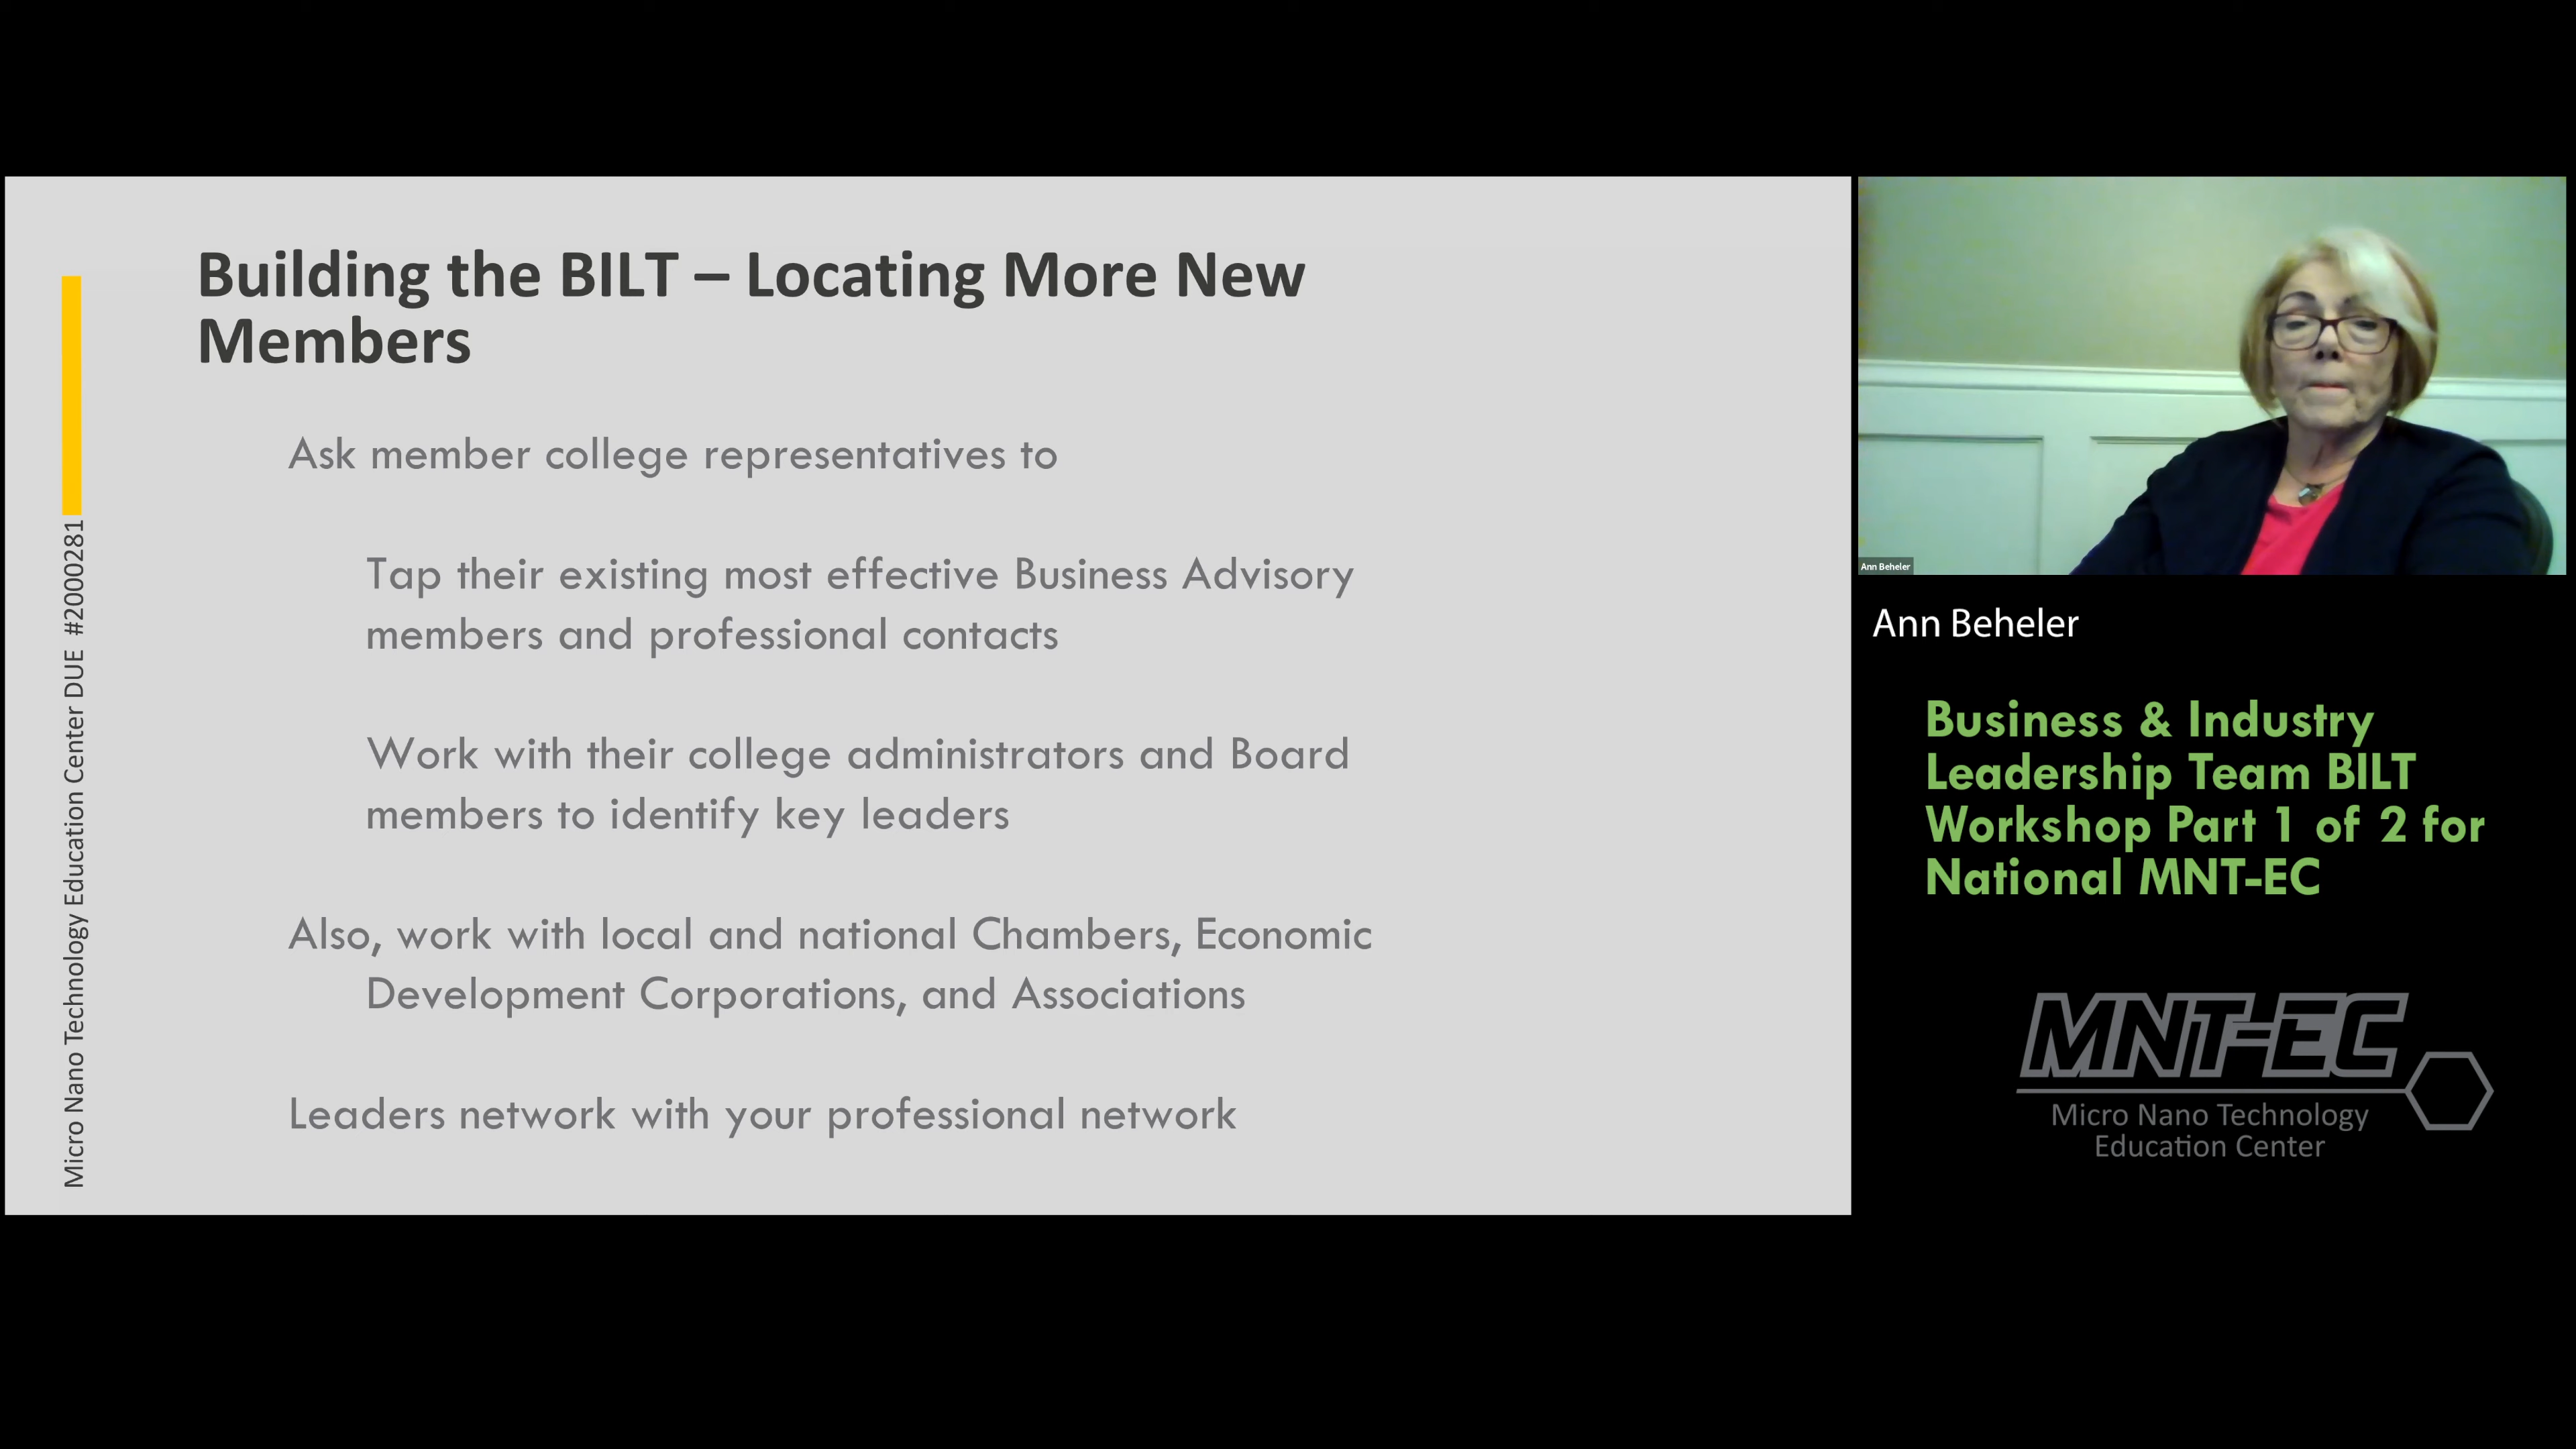 Building the BILT – Locating More New
Members
Ask member college representatives to
Tap their existing most effective Business Advisory
members and professional contacts
Work with their college administrators and Board
members to identify key leaders
Also, work with local and national Chambers, Economic
Development Corporations, and Associations
Leaders network with your professional network
Micro Nano Technology Education Center DUE #2000281
Ann Beheler
Ann Beheler
Business & Industry
Leadership Team BILT
Workshop Part 1 of 2 for
National MNT-EC
MNT-EC
Micro Nano Technology
Education Center